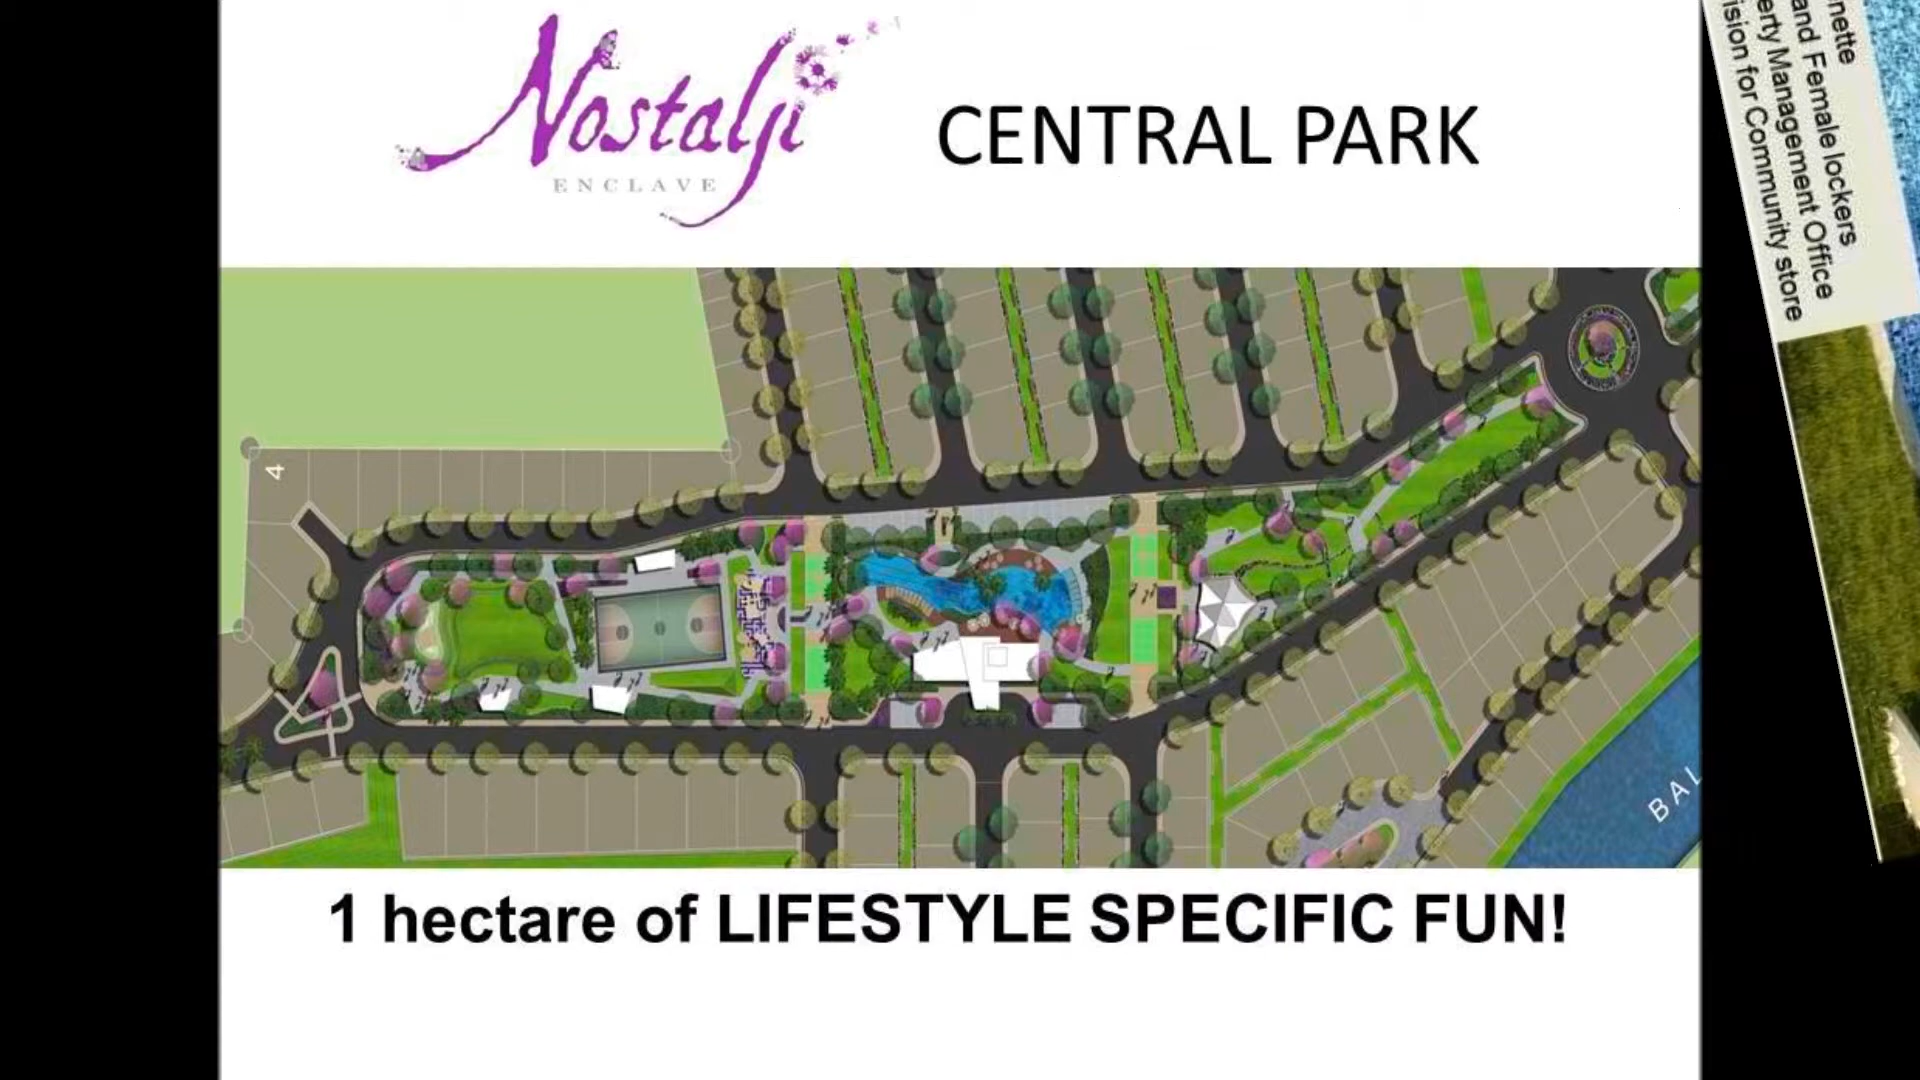 Nostalji
ENCLAVE
CENTRAL PARK
4
BAL
1 hectare of LIFESTYLE SPECIFIC FUN!
nette
and Female lockers
erty Management Office
ision for Community store